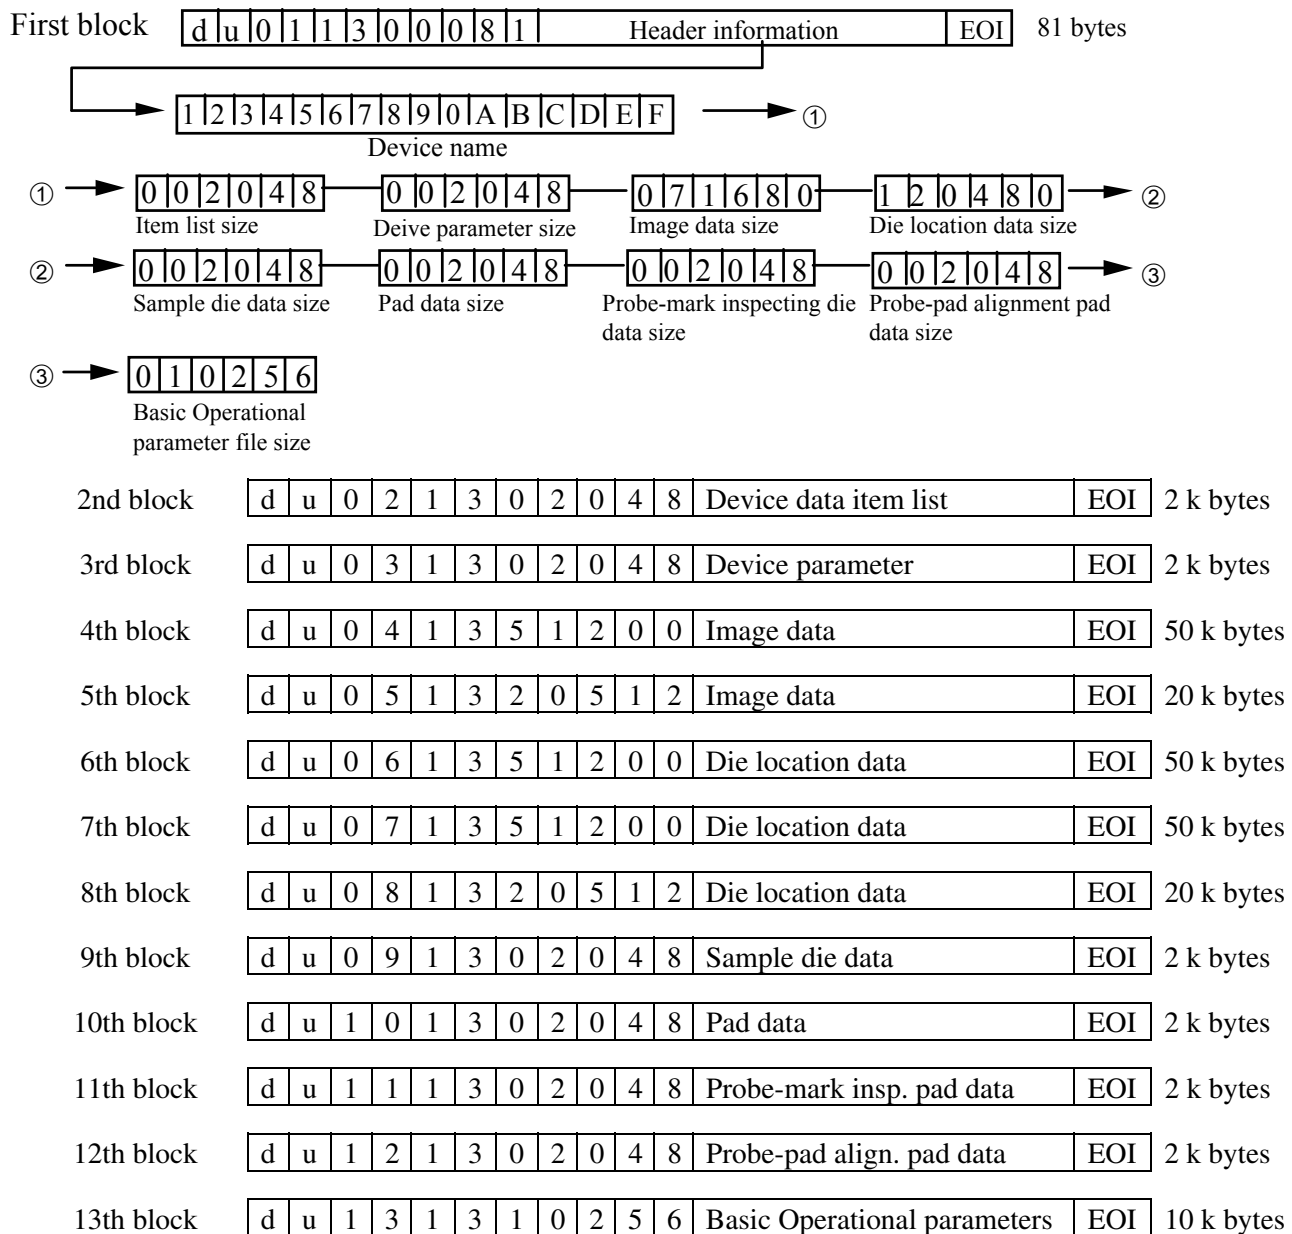 First block d u 0 1 1 3 0 0 0 8 1 Header information EOI 81 bytes
1 2 3 4 5 6 7 8 9 0 A B C D E F ①
Device name
① 0 0 2 0 4 8 0 0 2 0 4 8 0 7 1 6 8 0 1 2 0 4 8 0 ②
Item list size Deive parameter size Image data size Die location data size
② 0 0 2 0 4 8 0 0 2 0 4 8 0 0 2 0 4 8 0 0 2 0 4 8 ③
Sample die data size Pad data size Probe-mark inspecting die Probe-pad alignment pad
data size data size
③ 0 1 0 2 5 6
Basic Operational
parameter file size
2nd block d u 0 2 1 3 0 2 0 4 8 Device data item list EOI 2 k bytes
3rd block d u 0 3 1 3 0 2 0 4 8 Device parameter EOI 2 k bytes
4th block d u 0 4 1 3 5 1 2 0 0 Image data EOI 50 k bytes
5th block d u 0 5 1 3 2 0 5 1 2 Image data EOI 20 k bytes
6th block d u 0 6 1 3 5 1 2 0 0 Die location data EOI 50 k bytes
7th block d u 0 7 1 3 5 1 2 0 0 Die location data EOI 50 k bytes
8th block d u 0 8 1 3 2 0 5 1 2 Die location data EOI 20 k bytes
9th block d u 0 9 1 3 0 2 0 4 8 Sample die data EOI 2 k bytes
10th block d u 1 0 1 3 0 2 0 4 8 Pad data EOI 2 k bytes
11th block d u 1 1 1 3 0 2 0 4 8 Probe-mark insp. pad data EOI 2 k bytes
12th block d u 1 2 1 3 0 2 0 4 8 Probe-pad align. pad data EOI 2 k bytes
13th block d u 1 3 1 3 1 0 2 5 6 Basic Operational parameters EOI 10 k bytes